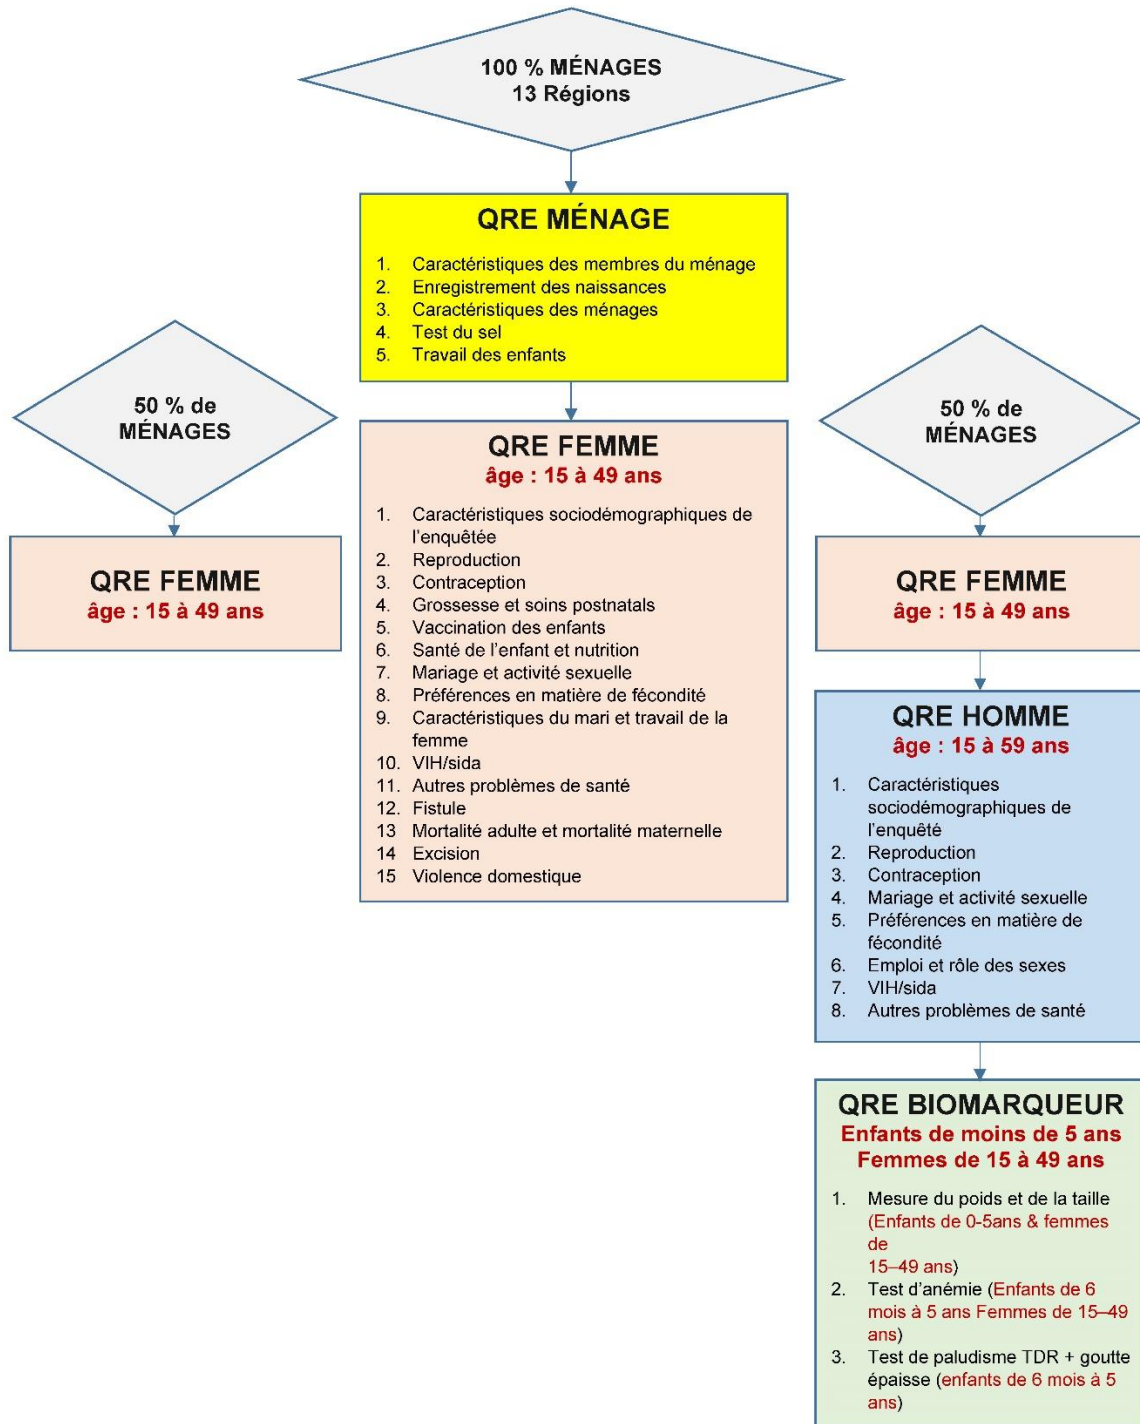 100 % MÉNAGES
13 Régions
QRE MÉNAGE
1. Caractéristiques des membres du ménage
2. Enregistrement des naissances
3. Caractéristiques des ménages
4. Test du sel
5. Travail des enfants
50 % de
MÉNAGES
QRE FEMME
âge : 15 à 49 ans
QRE FEMME
âge : 15 à 49 ans
1. Caractéristiques sociodémographiques de
l'enquêtée
2. Reproduction
3. Contraception
4. Grossesse et soins postnatals
5. Vaccination des enfants
6. Santé de l'enfant et nutrition
7. Mariage et activité sexuelle
8. Préférences en matière de fécondité
9. Caractéristiques du mari et travail de la
femme
10. VIH/sida
11. Autres problèmes de santé
12. Fistule
13 Mortalité adulte et mortalité maternelle
14 Excision
15 Violence domestique
50 % de
MÉNAGES
QRE FEMME
âge : 15 à 49 ans
QRE HOMME
âge : 15 à 59 ans
1. Caractéristiques
sociodémographiques de
l'enquêté
2. Reproduction
3. Contraception
4. Mariage et activité sexuelle
5. Préférences en matière de
fécondité
6. Emploi et rôle des sexes
7. VIH/sida
8. Autres problèmes de santé
QRE BIOMARQUEUR
Enfants de moins de 5 ans
Femmes de 15 à 49 ans
1. Mesure du poids et de la taille
(Enfants de 0-5ans & femmes
de
15–49 ans)
2. Test d'anémie (Enfants de 6
mois à 5 ans Femmes de 15–49
ans)
3. Test de paludisme TDR + goutte
épaisse (enfants de 6 mois à 5
ans)